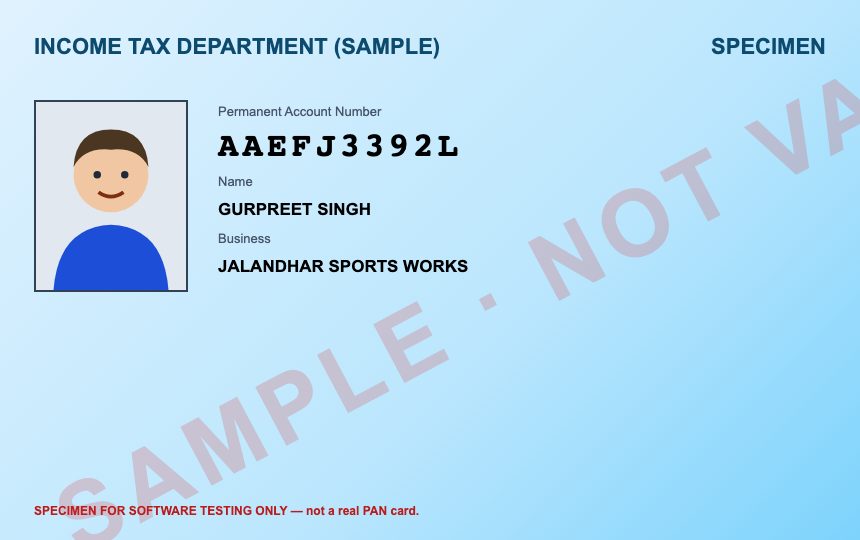 INCOME TAX DEPARTMENT (SAMPLE) SPECIMEN
Permanent Account Number
AAEFJ3392L
Name
GURPREET SINGH
Business
JALANDHAR SPORTS WORKS
SAMPLE · NOT VA
SPECIMEN FOR SOFTWARE TESTING ONLY — not a real PAN card.